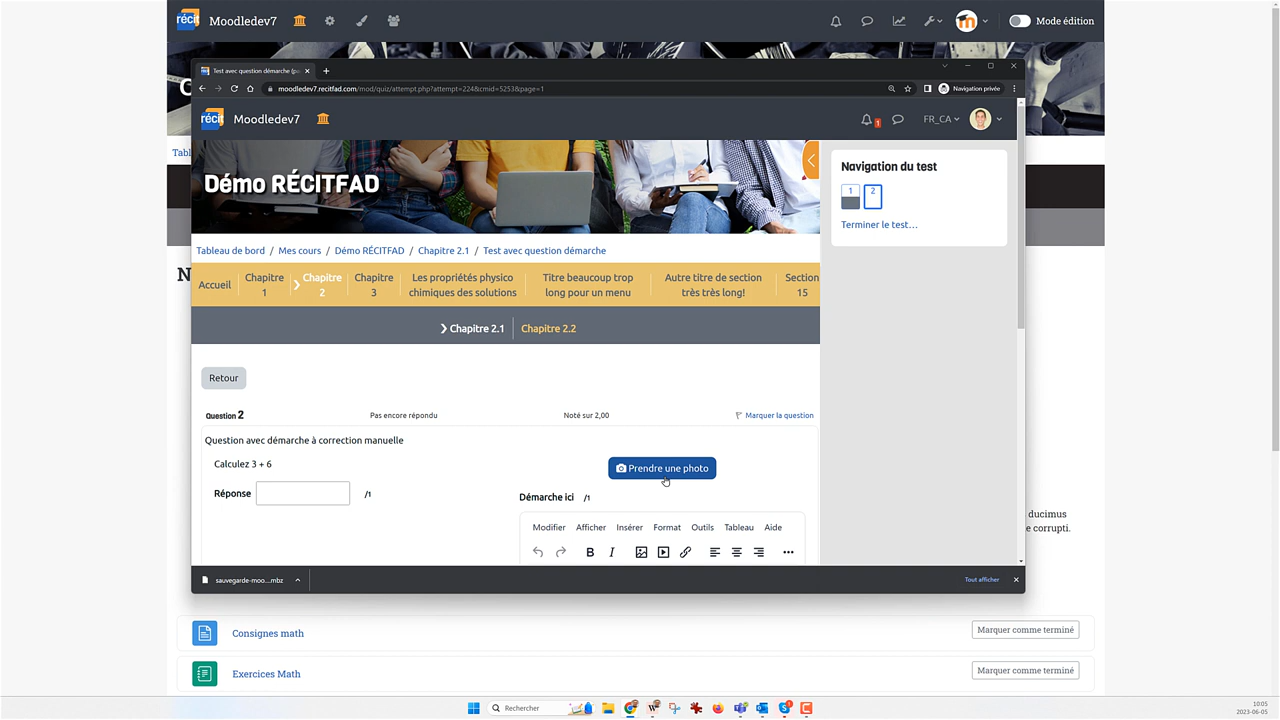 récit Moodledev7
Mode édition
Test avec question démarche (p
moodledev7.recitfad.com/mod/quiz/attempt.php?attempt=224&cmid=5253&page=1
Navigation privée
récit Moodledev7
1
FR_CA
Démo RÉCITFAD
Navigation du test
1 2
Terminer le test…
Tabl
Tableau de bord / Mes cours / Démo RÉCITFAD / Chapitre 2.1 / Test avec question démarche
Accueil
Chapitre 1
Chapitre 2
Chapitre 3
Les propriétés physico chimiques des solutions
Titre beaucoup trop long pour un menu
Autre titre de section très très long!
Section 15
Chapitre 2.1
Chapitre 2.2
N
Retour
Question 2
Pas encore répondu
Noté sur 2,00
Marquer la question
Question avec démarche à correction manuelle
Calculez 3 + 6
Prendre une photo
Réponse /1
Démarche ici /1
Modifier Afficher Insérer Format Outils Tableau Aide
B I
ducimus
e corrupti.
sauvegarde-moo....mbz
Tout afficher
Consignes math
Marquer comme terminé
Exercices Math
Marquer comme terminé
Rechercher
10:05
2023-06-05